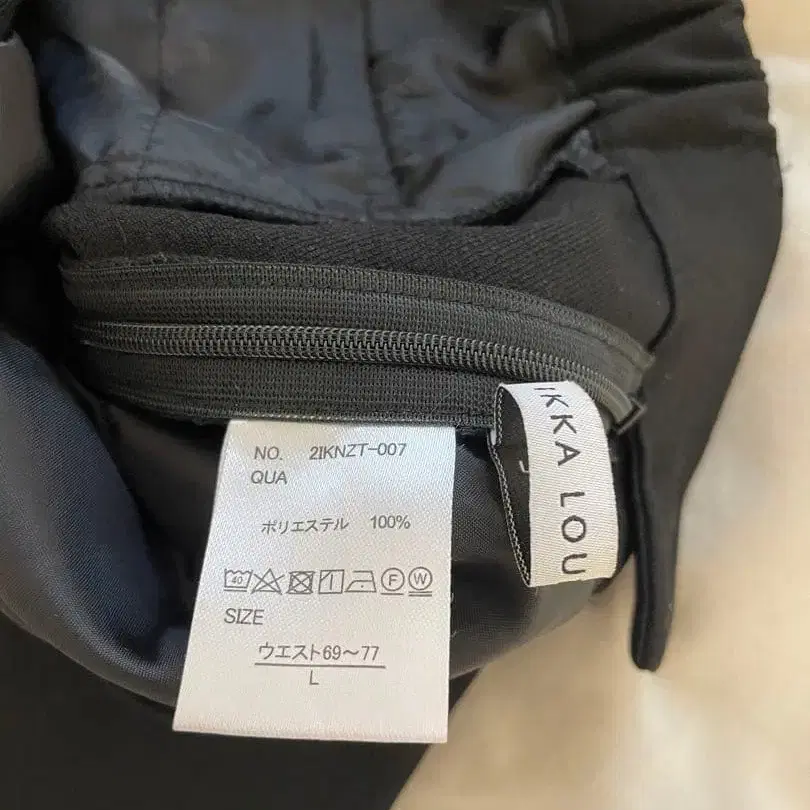 NO. 2IKNZT-007
QUA
ポリエステル 100%
40 F W
SIZE
ウエスト69～77
L
IKKA LOU